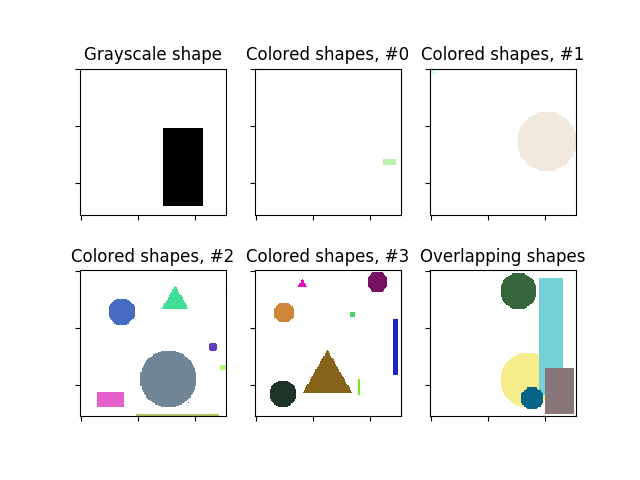 Grayscale shape
Colored shapes, #0
Colored shapes, #1
Colored shapes, #2
Colored shapes, #3
Overlapping shapes